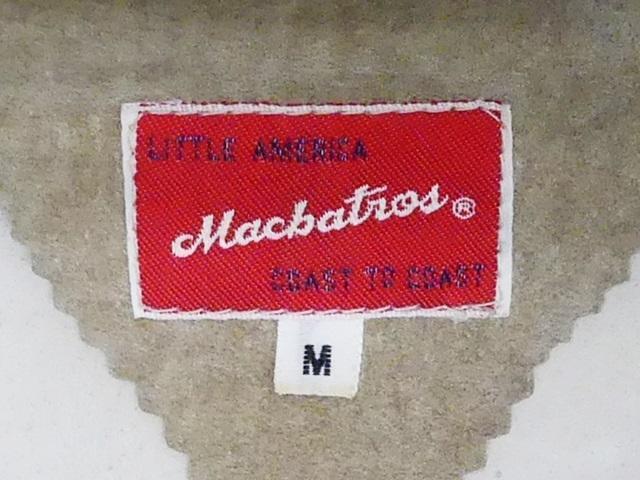 LITTLE AMERICA
Macbatros®
COAST TO COAST
M